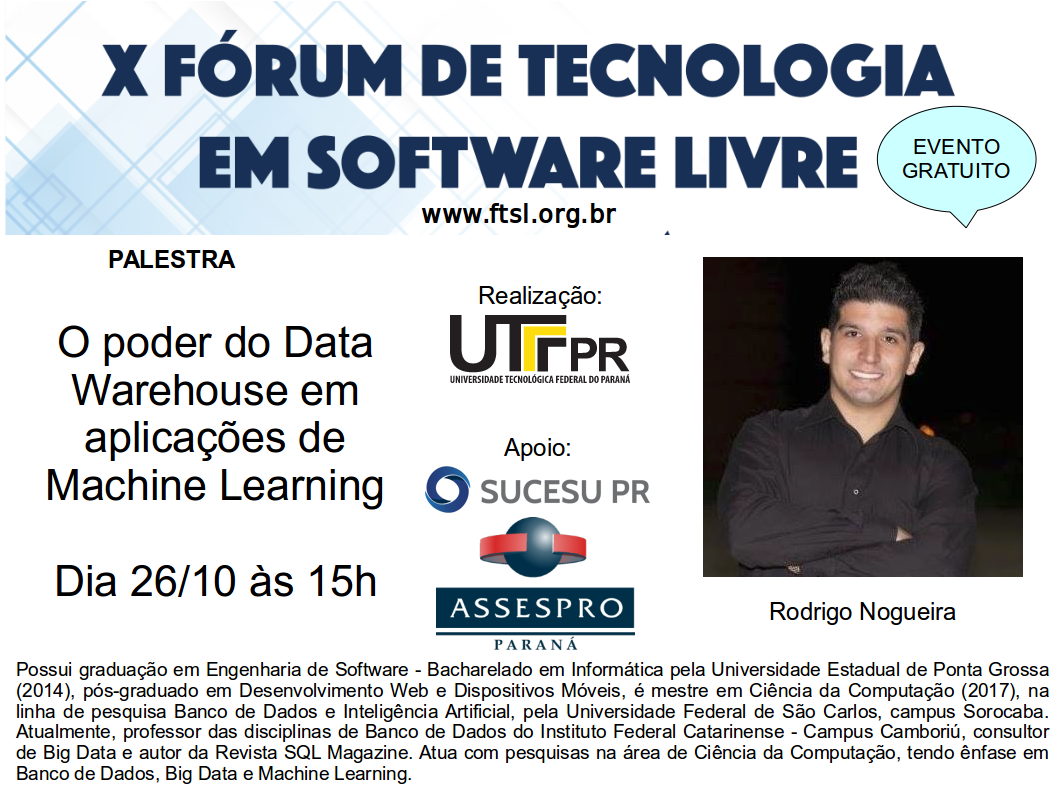 X FÓRUM DE TECNOLOGIA
EM SOFTWARE LIVRE
EVENTO
GRATUITO
www.ftsl.org.br
PALESTRA
O poder do Data
Warehouse em
aplicações de
Machine Learning
Dia 26/10 às 15h
Realização:
UTFPR
UNIVERSIDADE TECNOLÓGICA FEDERAL DO PARANÁ
Apoio:
SUCESU PR
ASSESPRO
PARANÁ
Rodrigo Nogueira
Possui graduação em Engenharia de Software - Bacharelado em Informática pela Universidade Estadual de Ponta Grossa
(2014), pós-graduado em Desenvolvimento Web e Dispositivos Móveis, é mestre em Ciência da Computação (2017), na
linha de pesquisa Banco de Dados e Inteligência Artificial, pela Universidade Federal de São Carlos, campus Sorocaba.
Atualmente, professor das disciplinas de Banco de Dados do Instituto Federal Catarinense - Campus Camboriú, consultor
de Big Data e autor da Revista SQL Magazine. Atua com pesquisas na área de Ciência da Computação, tendo ênfase em
Banco de Dados, Big Data e Machine Learning.